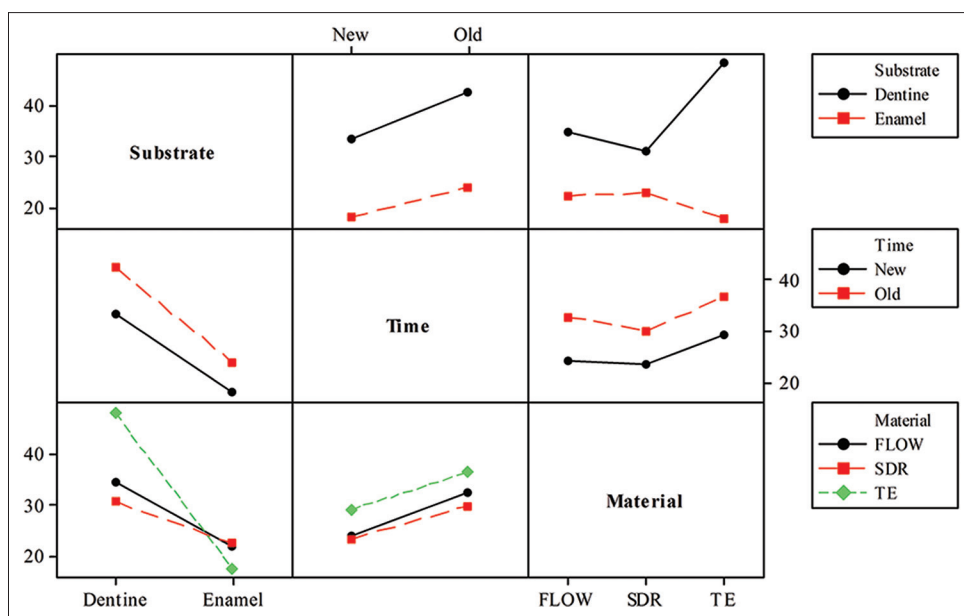 New Old
40
30
20
Substrate
Substrate
Dentine
Enamel
Time
40
30
20
Time
New
Old
40
30
20
Material
Material
FLOW
SDR
TE
Dentine Enamel FLOW SDR TE